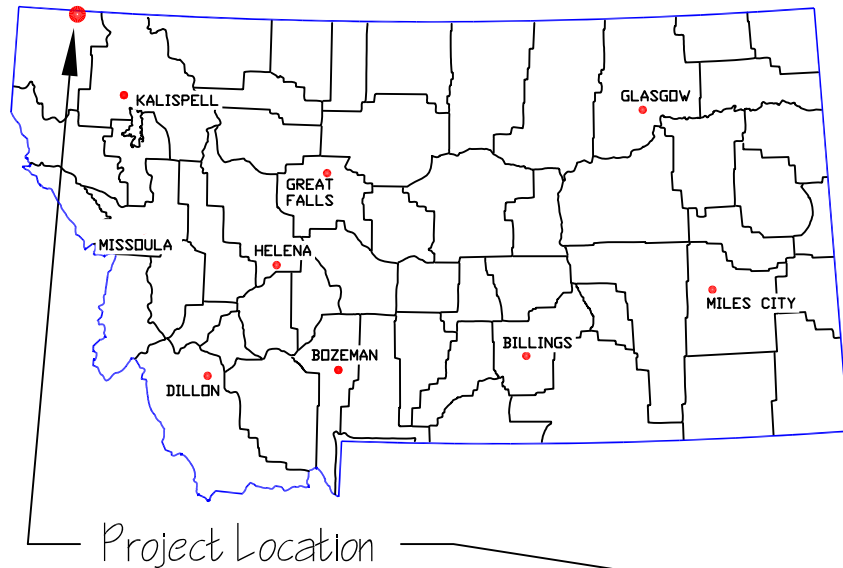 KALISPELL
GLASGOW
GREAT
FALLS
MISSOULA
HELENA
MILES CITY
BILLINGS
BOZEMAN
DILLON
Project Location